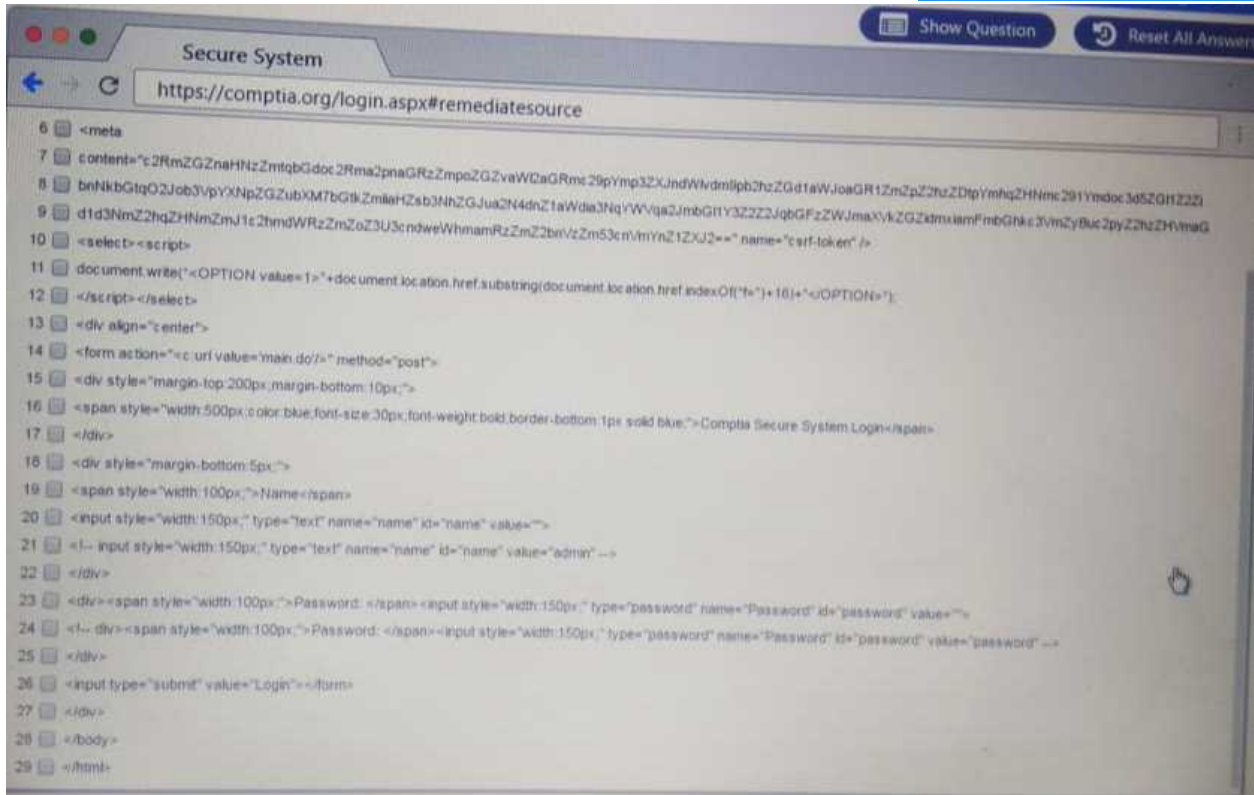 Show Question
Reset All Answers
Secure System
https://comptia.org/login.aspx#remediatesource
6 <meta
7 content=
8
9 name="csrf-token" />
10 <select><script>
11 document.write("<OPTION value=1>"+document.location.href.substring(document.location.href.indexOf("f=")+16)+"</OPTION>");
12 </script></select>
13 <div align="center">
14 <form action="<c:url value='main.do'/>" method="post">
15 <div style="margin-top:200px;margin-bottom:10px;">
16 <span style="width:500px;color:blue;font-size:30px;font-weight:bold;border-bottom:1px solid blue;">Comptia Secure System Login</span>
17 </div>
18 <div style="margin-bottom:5px;">
19 <span style="width:100px;">Name</span>
20 <input style="width:150px;" type="text" name="name" id="name" value="">
21 <!-- input style="width:150px;" type="text" name="name" id="name" value="admin" -->
22 </div>
23 <div><span style="width:100px;">Password: </span><input style="width:150px;" type="password" name="Password" id="password" value="">
24 <!-- div><span style="width:100px;">Password: </span><input style="width:150px;" type="password" name="Password" id="password" value="password" -->
25 </div>
26 <input type="submit" value="Login"></form>
27 </div>
28 </body>
29 </html>